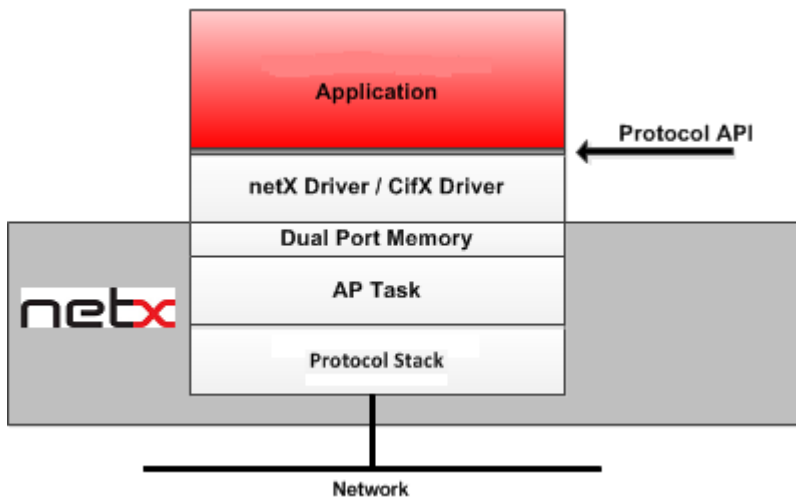 Application
Protocol API
netX Driver / CifX Driver
Dual Port Memory
AP Task
netx
Protocol Stack
Network